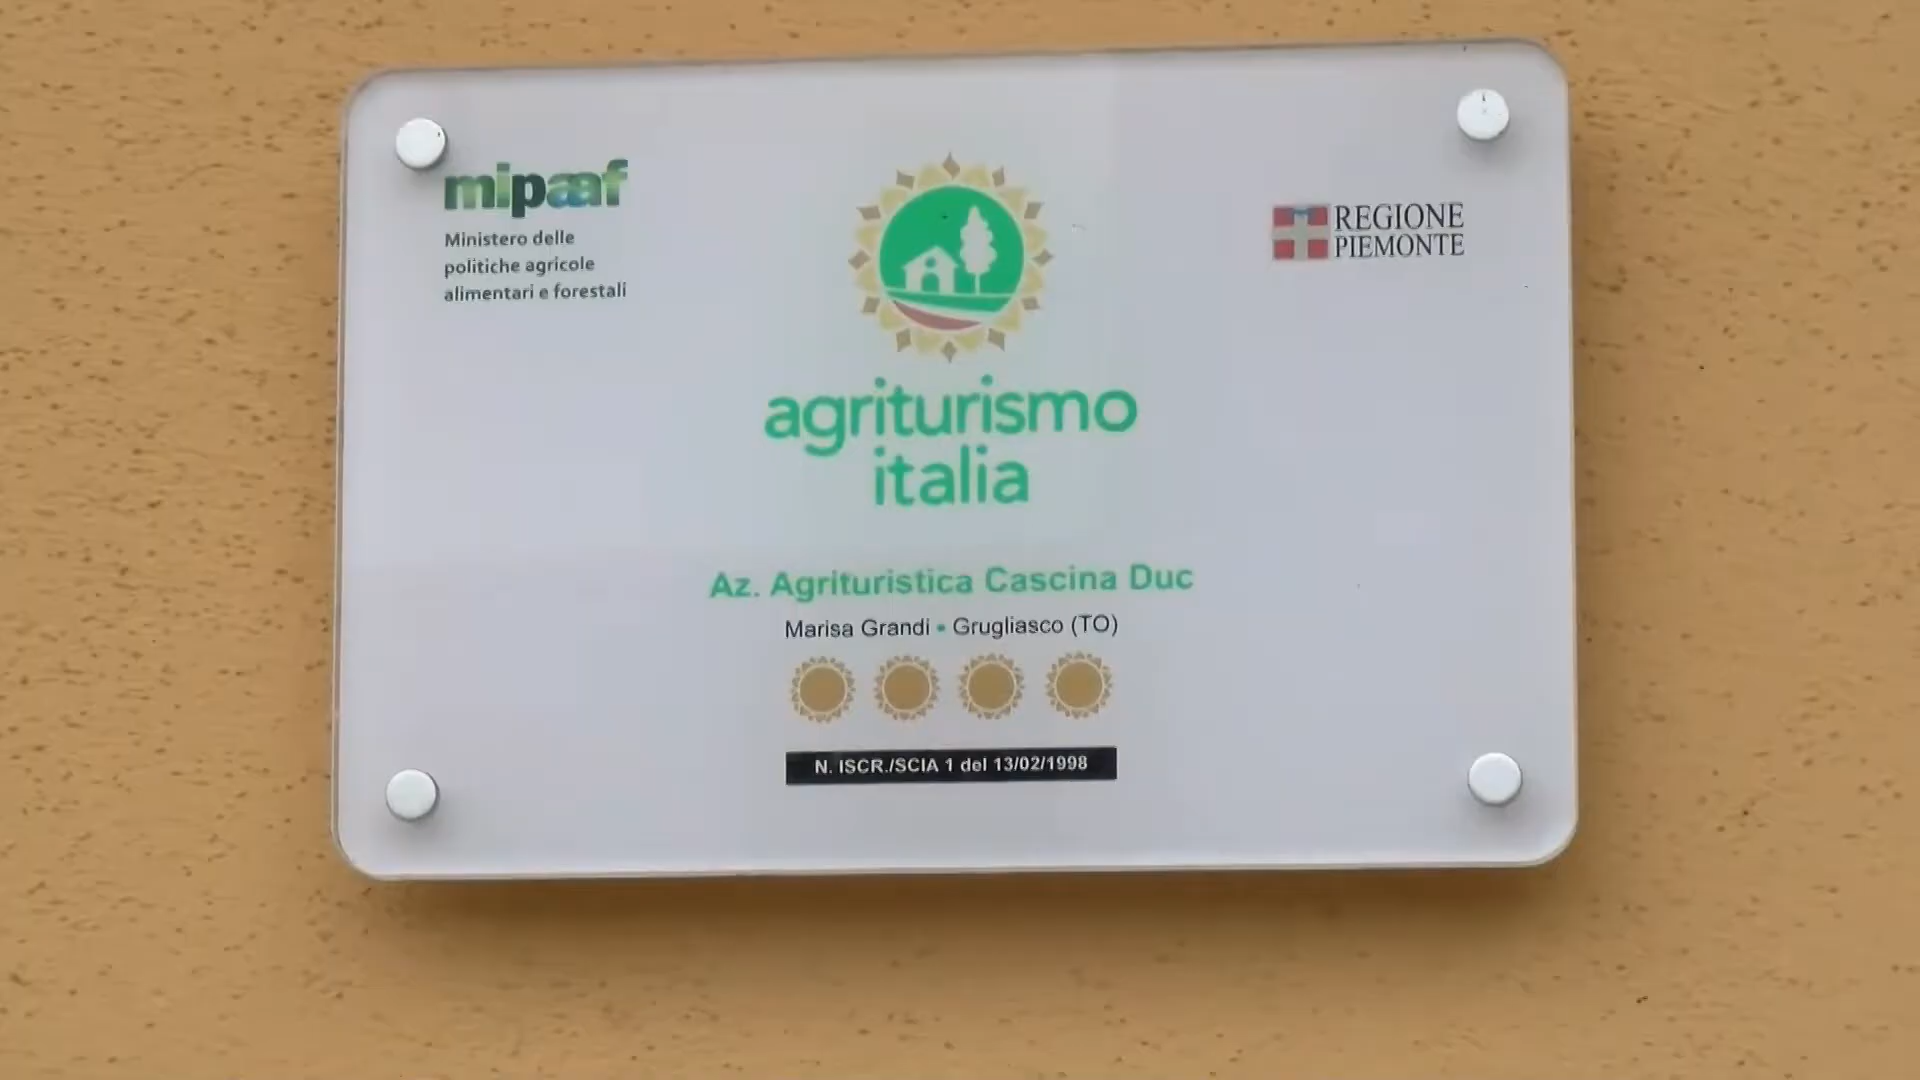 mipaaf
Ministero delle
politiche agricole
alimentari e forestali
REGIONE
PIEMONTE
agriturismo
italia
Az. Agrituristica Cascina Duc
Marisa Grandi • Grugliasco (TO)
N. ISCR./SCIA 1 del 13/02/1998